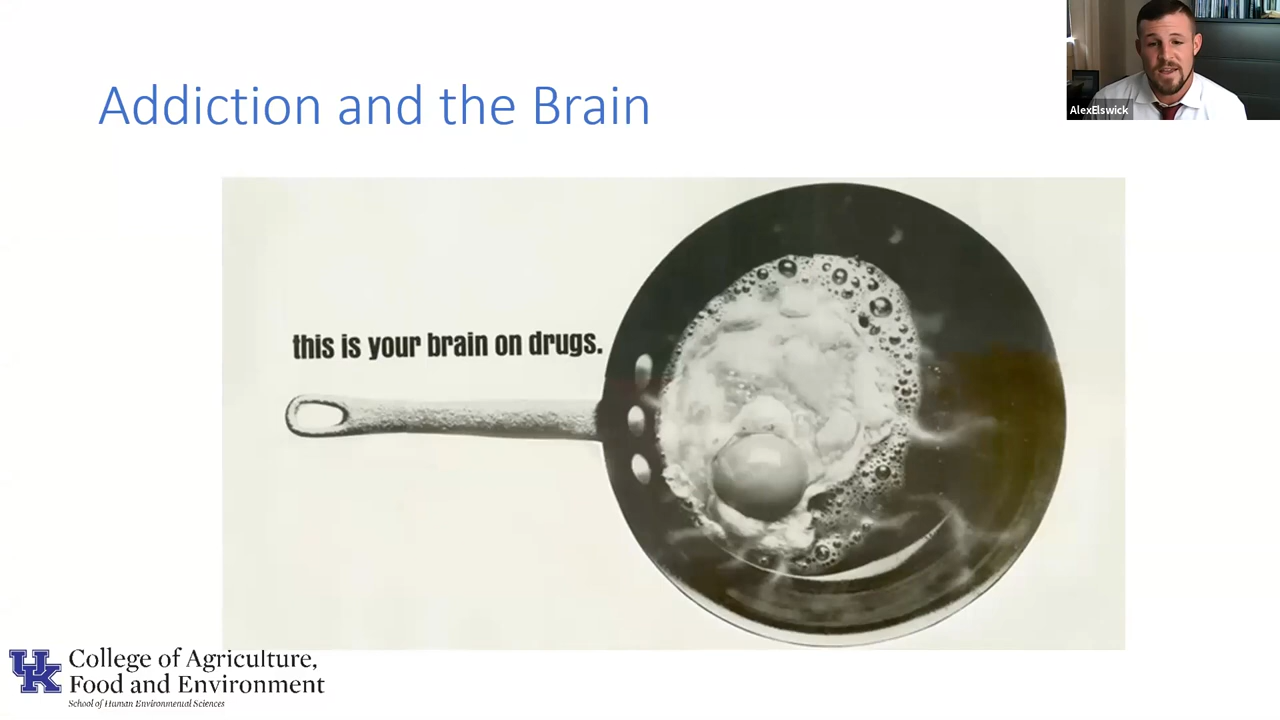 AlexElswick
Addiction and the Brain
this is your brain on drugs.
UK
College of Agriculture,
Food and Environment
School of Human Environmental Sciences